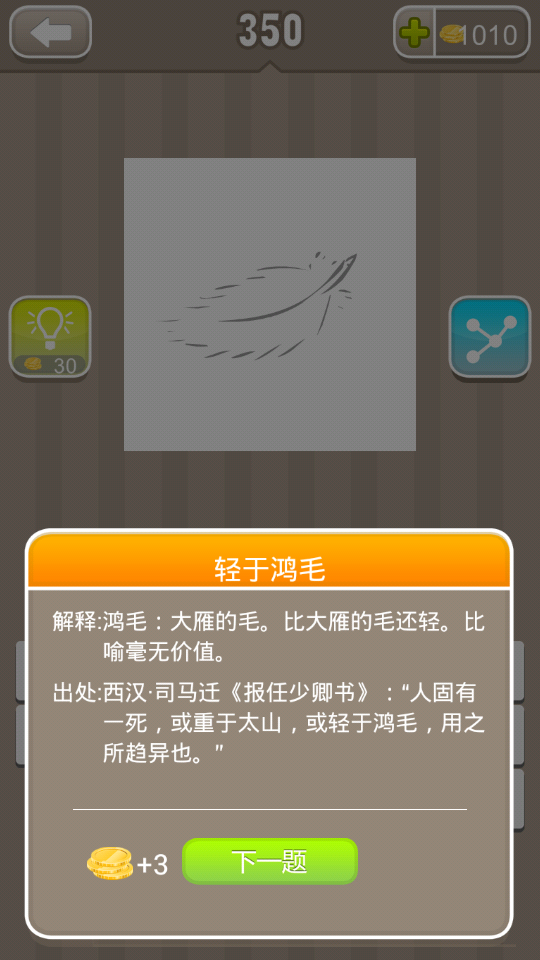 350
1010
30
轻于鸿毛
解释:鸿毛：大雁的毛。比大雁的毛还轻。比
喻毫无价值。
出处:西汉·司马迁《报任少卿书》：“人固有
一死，或重于太山，或轻于鸿毛，用之
所趋异也。”
+3
下一题